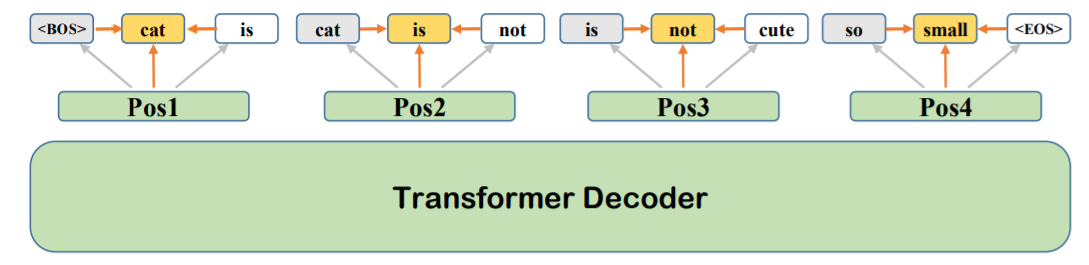 <BOS> cat is cat is not is not cute so small <EOS>
Pos1 Pos2 Pos3 Pos4
Transformer Decoder